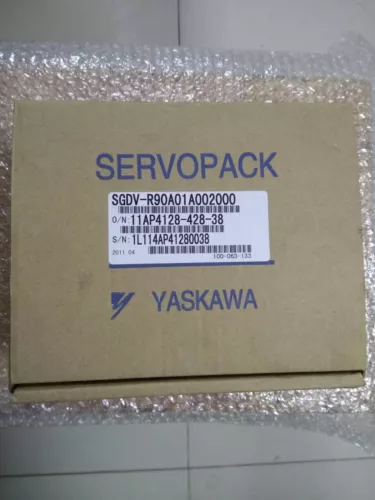 SERVOPACK
SGDV-R90A01A002000
O/N:11AP4128-428-38
S/N:1L114AP41280038
2011.04
100-063-133
YASKAWA